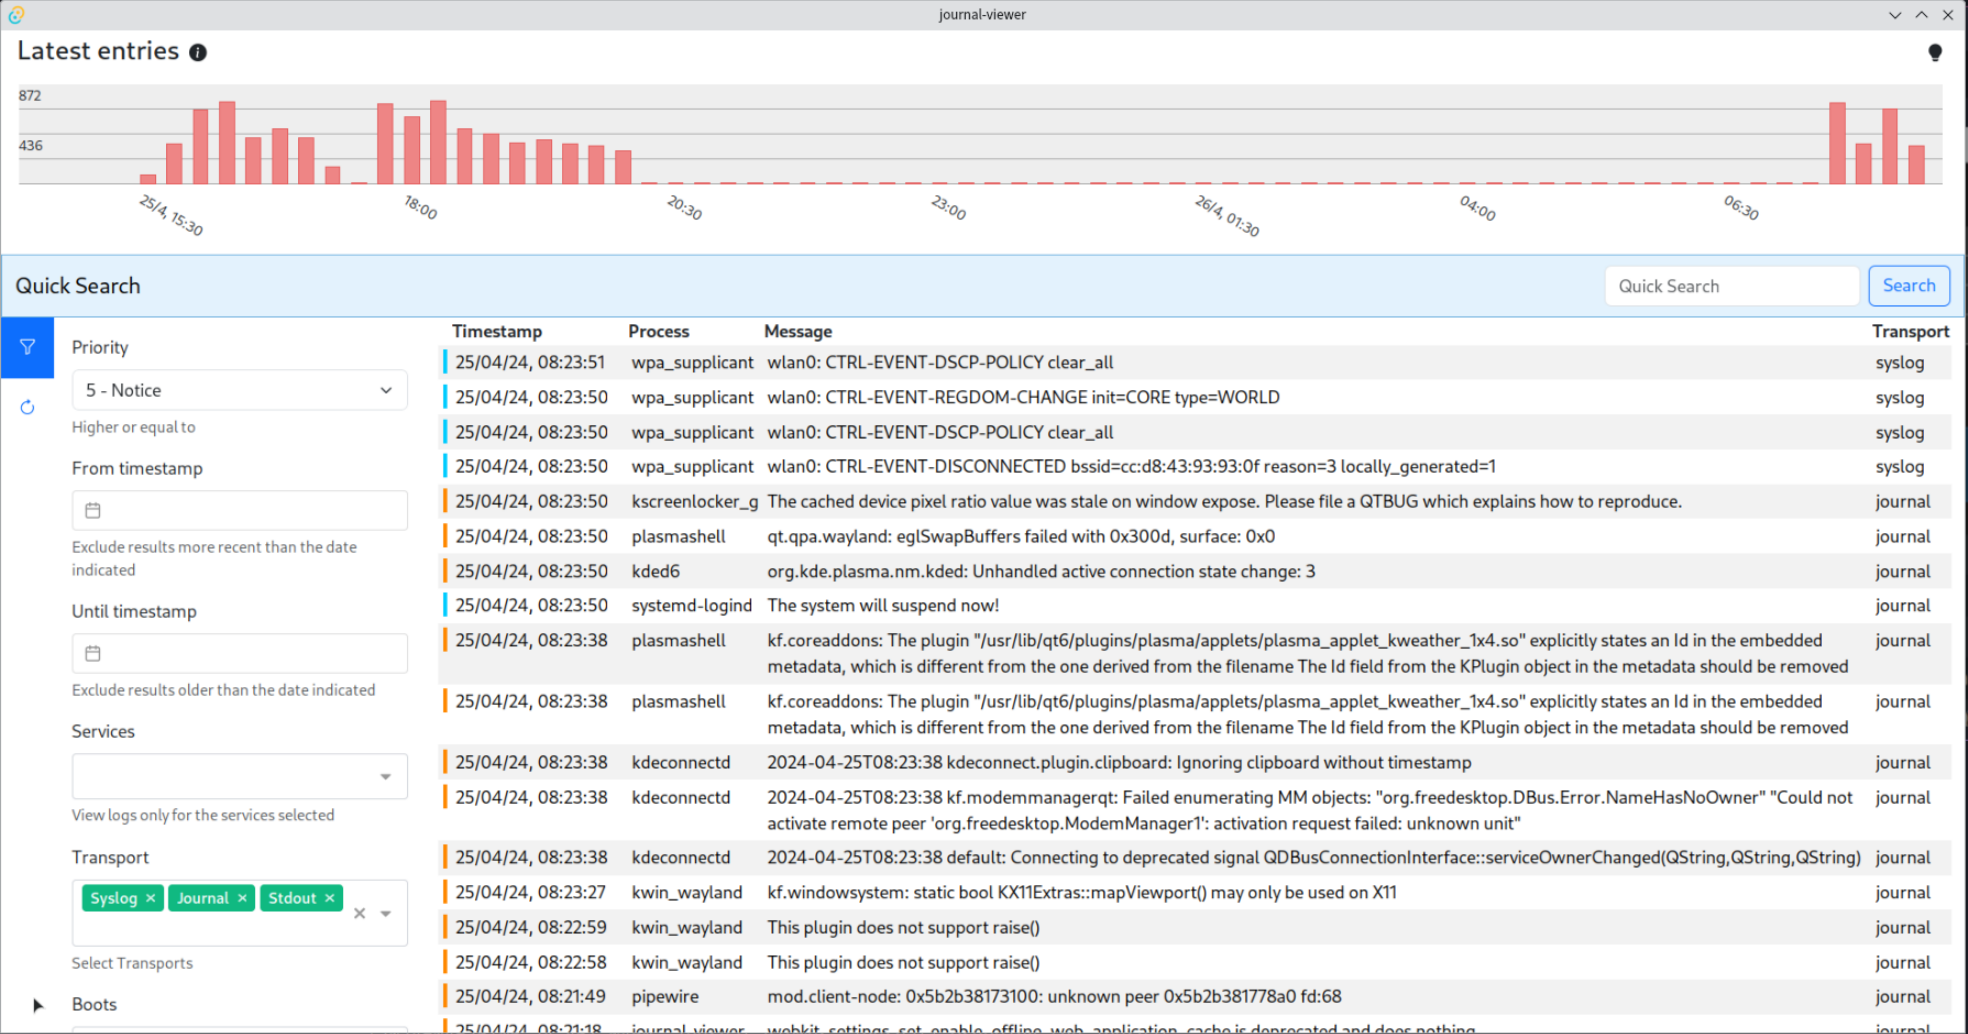 journal-viewer
Latest entries
872
436
25/4, 15:30
18:00
20:30
23:00
26/4, 01:30
04:00
06:30
Quick Search
Quick Search
Search
Priority
5 - Notice
Higher or equal to
From timestamp
Exclude results more recent than the date
indicated
Until timestamp
Exclude results older than the date indicated
Services
View logs only for the services selected
Transport
Syslog × Journal × Stdout ×
Select Transports
Boots
Timestamp Process Message Transport
25/04/24, 08:23:51 wpa_supplicant wlan0: CTRL-EVENT-DSCP-POLICY clear_all syslog
25/04/24, 08:23:50 wpa_supplicant wlan0: CTRL-EVENT-REGDOM-CHANGE init=CORE type=WORLD syslog
25/04/24, 08:23:50 wpa_supplicant wlan0: CTRL-EVENT-DSCP-POLICY clear_all syslog
25/04/24, 08:23:50 wpa_supplicant wlan0: CTRL-EVENT-DISCONNECTED bssid=cc:d8:43:93:93:0f reason=3 locally_generated=1 syslog
25/04/24, 08:23:50 kscreenlocker_g The cached device pixel ratio value was stale on window expose. Please file a QTBUG which explains how to reproduce. journal
25/04/24, 08:23:50 plasmashell qt.qpa.wayland: eglSwapBuffers failed with 0x300d, surface: 0x0 journal
25/04/24, 08:23:50 kded6 org.kde.plasma.nm.kded: Unhandled active connection state change: 3 journal
25/04/24, 08:23:50 systemd-logind The system will suspend now! journal
25/04/24, 08:23:38 plasmashell kf.coreaddons: The plugin "/usr/lib/qt6/plugins/plasma/applets/plasma_applet_kweather_1x4.so" explicitly states an Id in the embedded journal
metadata, which is different from the one derived from the filename The Id field from the KPlugin object in the metadata should be removed
25/04/24, 08:23:38 plasmashell kf.coreaddons: The plugin "/usr/lib/qt6/plugins/plasma/applets/plasma_applet_kweather_1x4.so" explicitly states an Id in the embedded journal
metadata, which is different from the one derived from the filename The Id field from the KPlugin object in the metadata should be removed
25/04/24, 08:23:38 kdeconnectd 2024-04-25T08:23:38 kdeconnect.plugin.clipboard: Ignoring clipboard without timestamp journal
25/04/24, 08:23:38 kdeconnectd 2024-04-25T08:23:38 kf.modemmanagerqt: Failed enumerating MM objects: "org.freedesktop.DBus.Error.NameHasNoOwner" "Could not journal
activate remote peer 'org.freedesktop.ModemManager1': activation request failed: unknown unit"
25/04/24, 08:23:38 kdeconnectd 2024-04-25T08:23:38 default: Connecting to deprecated signal QDBusConnectionInterface::serviceOwnerChanged(QString,QString,QString) journal
25/04/24, 08:23:27 kwin_wayland kf.windowsystem: static bool KX11Extras::mapViewport() may only be used on X11 journal
25/04/24, 08:22:59 kwin_wayland This plugin does not support raise() journal
25/04/24, 08:22:58 kwin_wayland This plugin does not support raise() journal
25/04/24, 08:21:49 pipewire mod.client-node: 0x5b2b38173100: unknown peer 0x5b2b381778a0 fd:68 journal
25/04/24, 08:21:18 journal-viewer webkit_settings_set_enable_offline_web_application_cache is deprecated and does nothing. journal